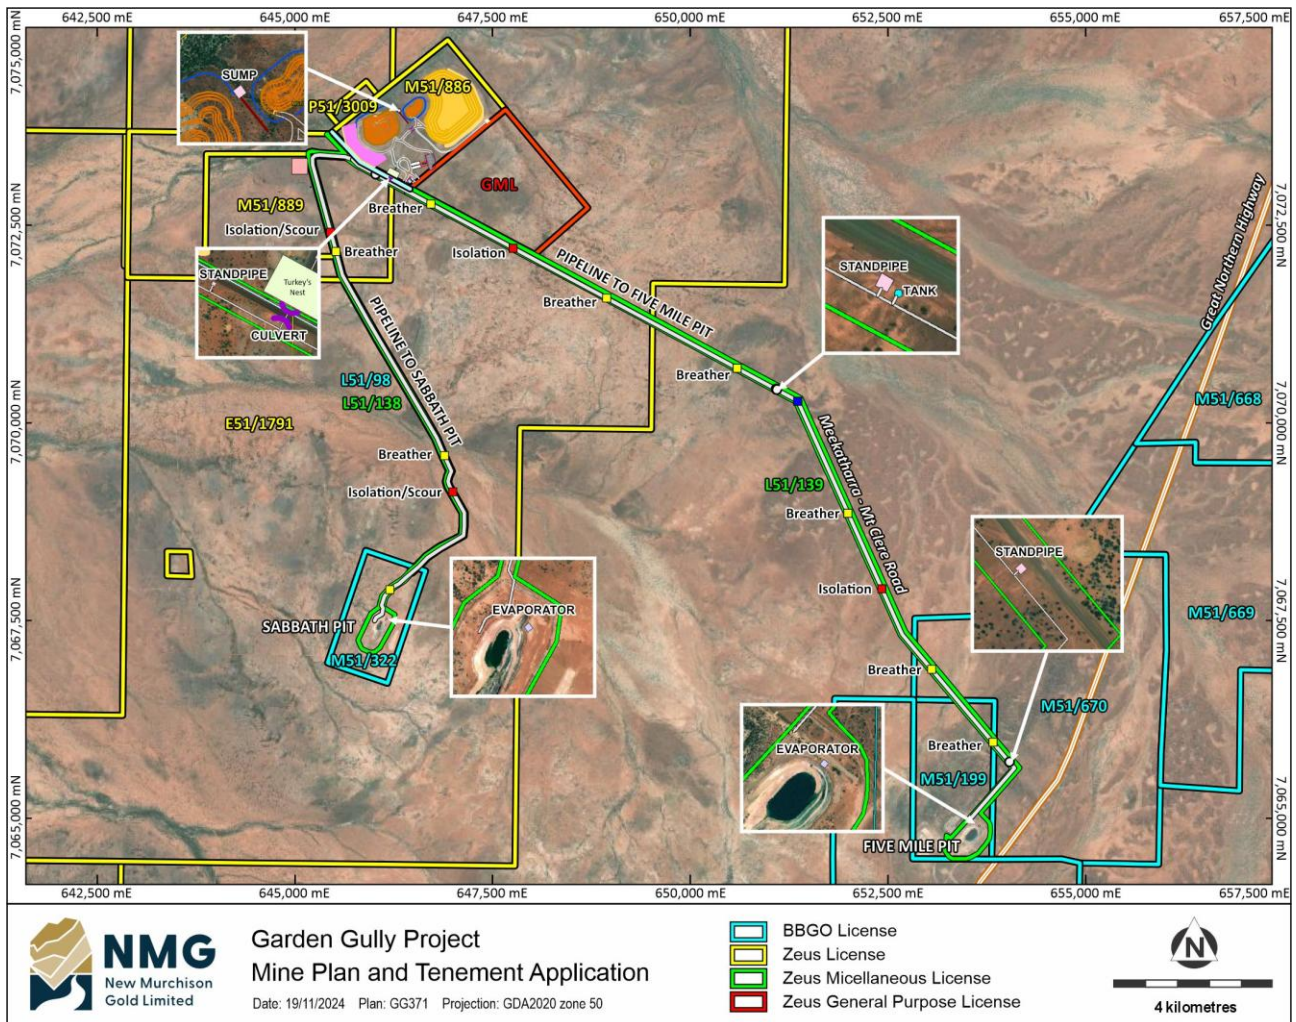 642,500 mE
645,000 mE
647,500 mE
650,000 mE
652,500 mE
655,000 mE
657,500 mE
7,075,000 mN
7,072,500 mN
7,070,000 mN
7,067,500 mN
7,065,000 mN
SUMP
P51/3009
M51/886
GML
M51/889
Isolation/Scour
Breather
Breather
Isolation
Breather
Breather
PIPELINE TO FIVE MILE PIT
STANDPIPE
Turkey's
Nest
CULVERT
STANDPIPE
TANK
Great Northern Highway
PIPELINE TO SABBATH PIT
L51/98
L51/138
E51/1791
Breather
Isolation/Scour
M51/668
Meekatharra - Mt Clere Road
L51/139
Breather
Isolation
STANDPIPE
M51/669
SABBATH PIT
M51/322
EVAPORATOR
Breather
M51/670
Breather
EVAPORATOR
M51/199
FIVE MILE PIT
7,072,500 mN
7,070,000 mN
7,067,500 mN
7,065,000 mN
642,500 mE
645,000 mE
647,500 mE
650,000 mE
652,500 mE
655,000 mE
657,500 mE
NMG
New Murchison
Gold Limited
Garden Gully Project
Mine Plan and Tenement Application
Date: 19/11/2024 Plan: GG371 Projection: GDA2020 zone 50
BBGO License
Zeus License
Zeus Micellaneous License
Zeus General Purpose License
N
4 kilometres